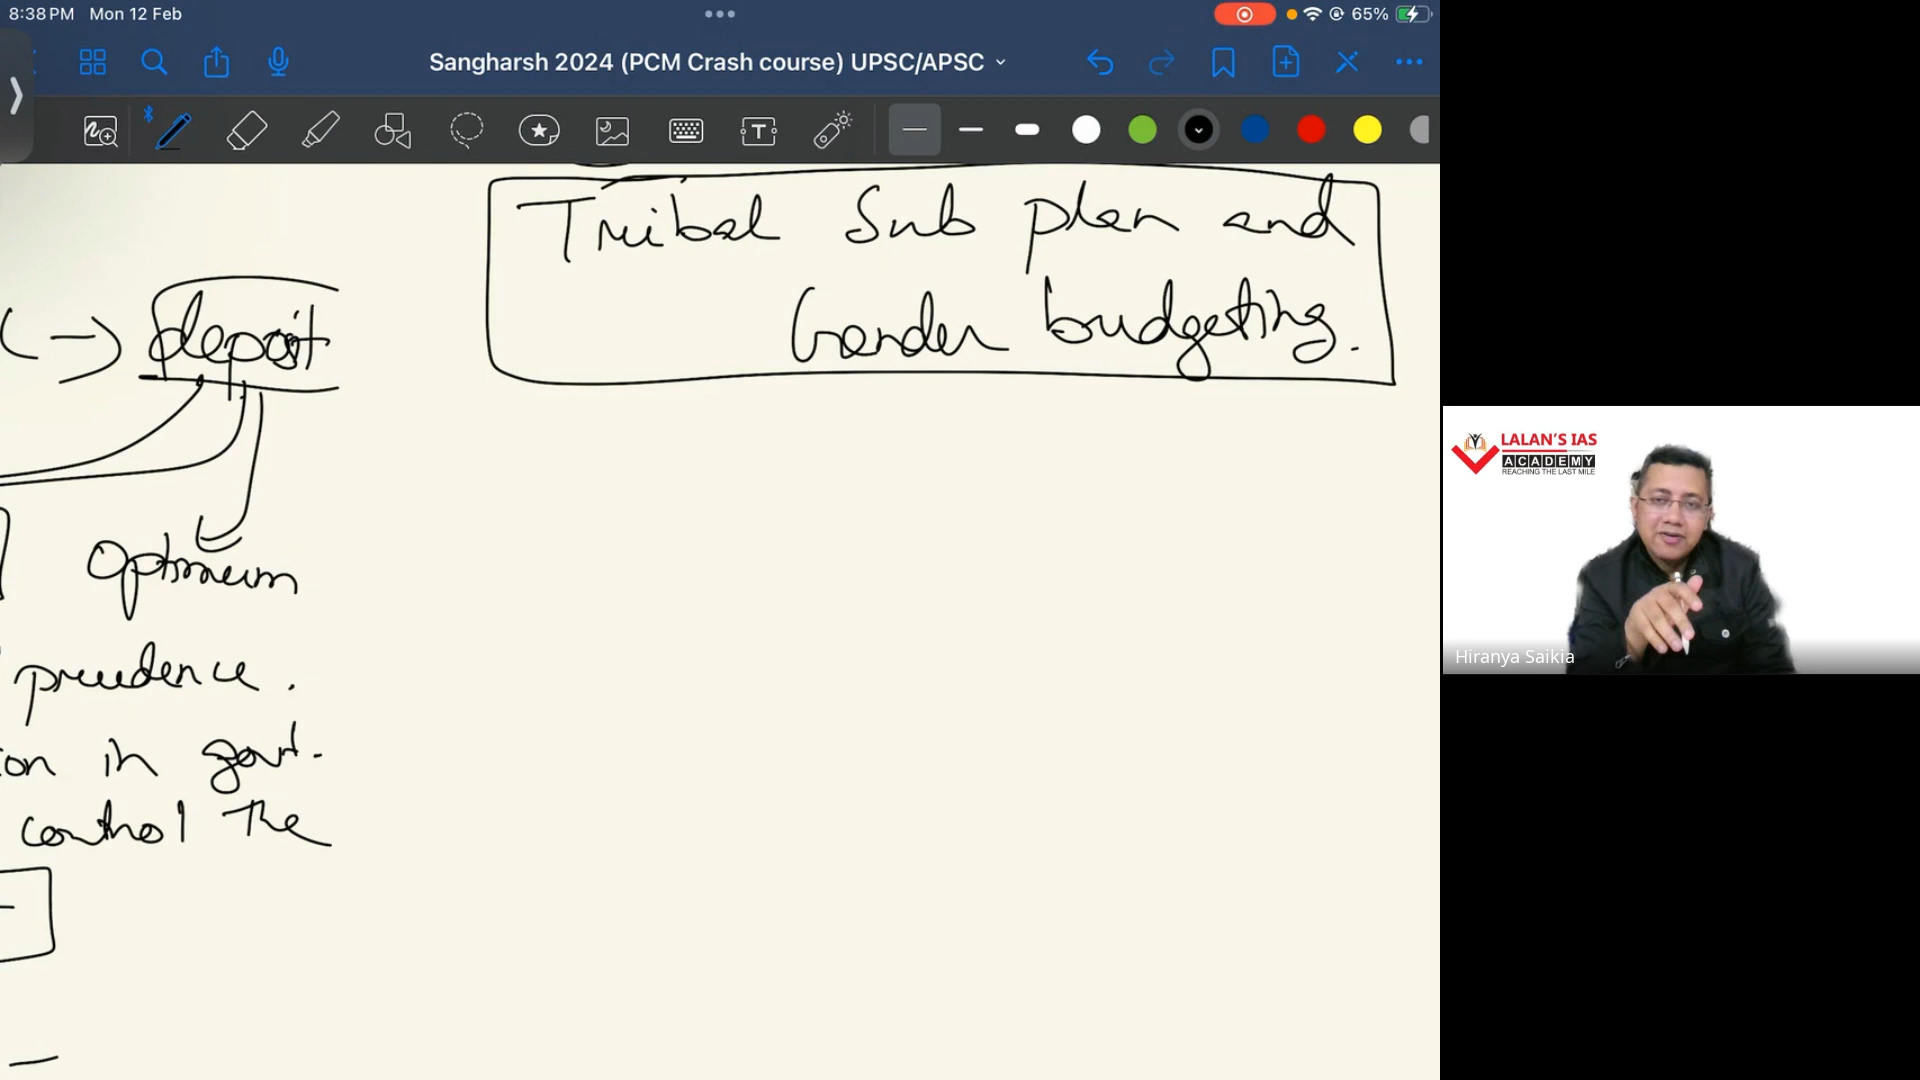 8:38 PM Mon 12 Feb
65%
Sangharsh 2024 (PCM Crash course) UPSC/APSC
T
Tribal Sub plan and
Gender budgeting.
(→) deposit
Optimum
prudence.
on in govt.
control the
LALAN'S IAS
ACADEMY
REACHING THE LAST MILE
Hiranya Saikia